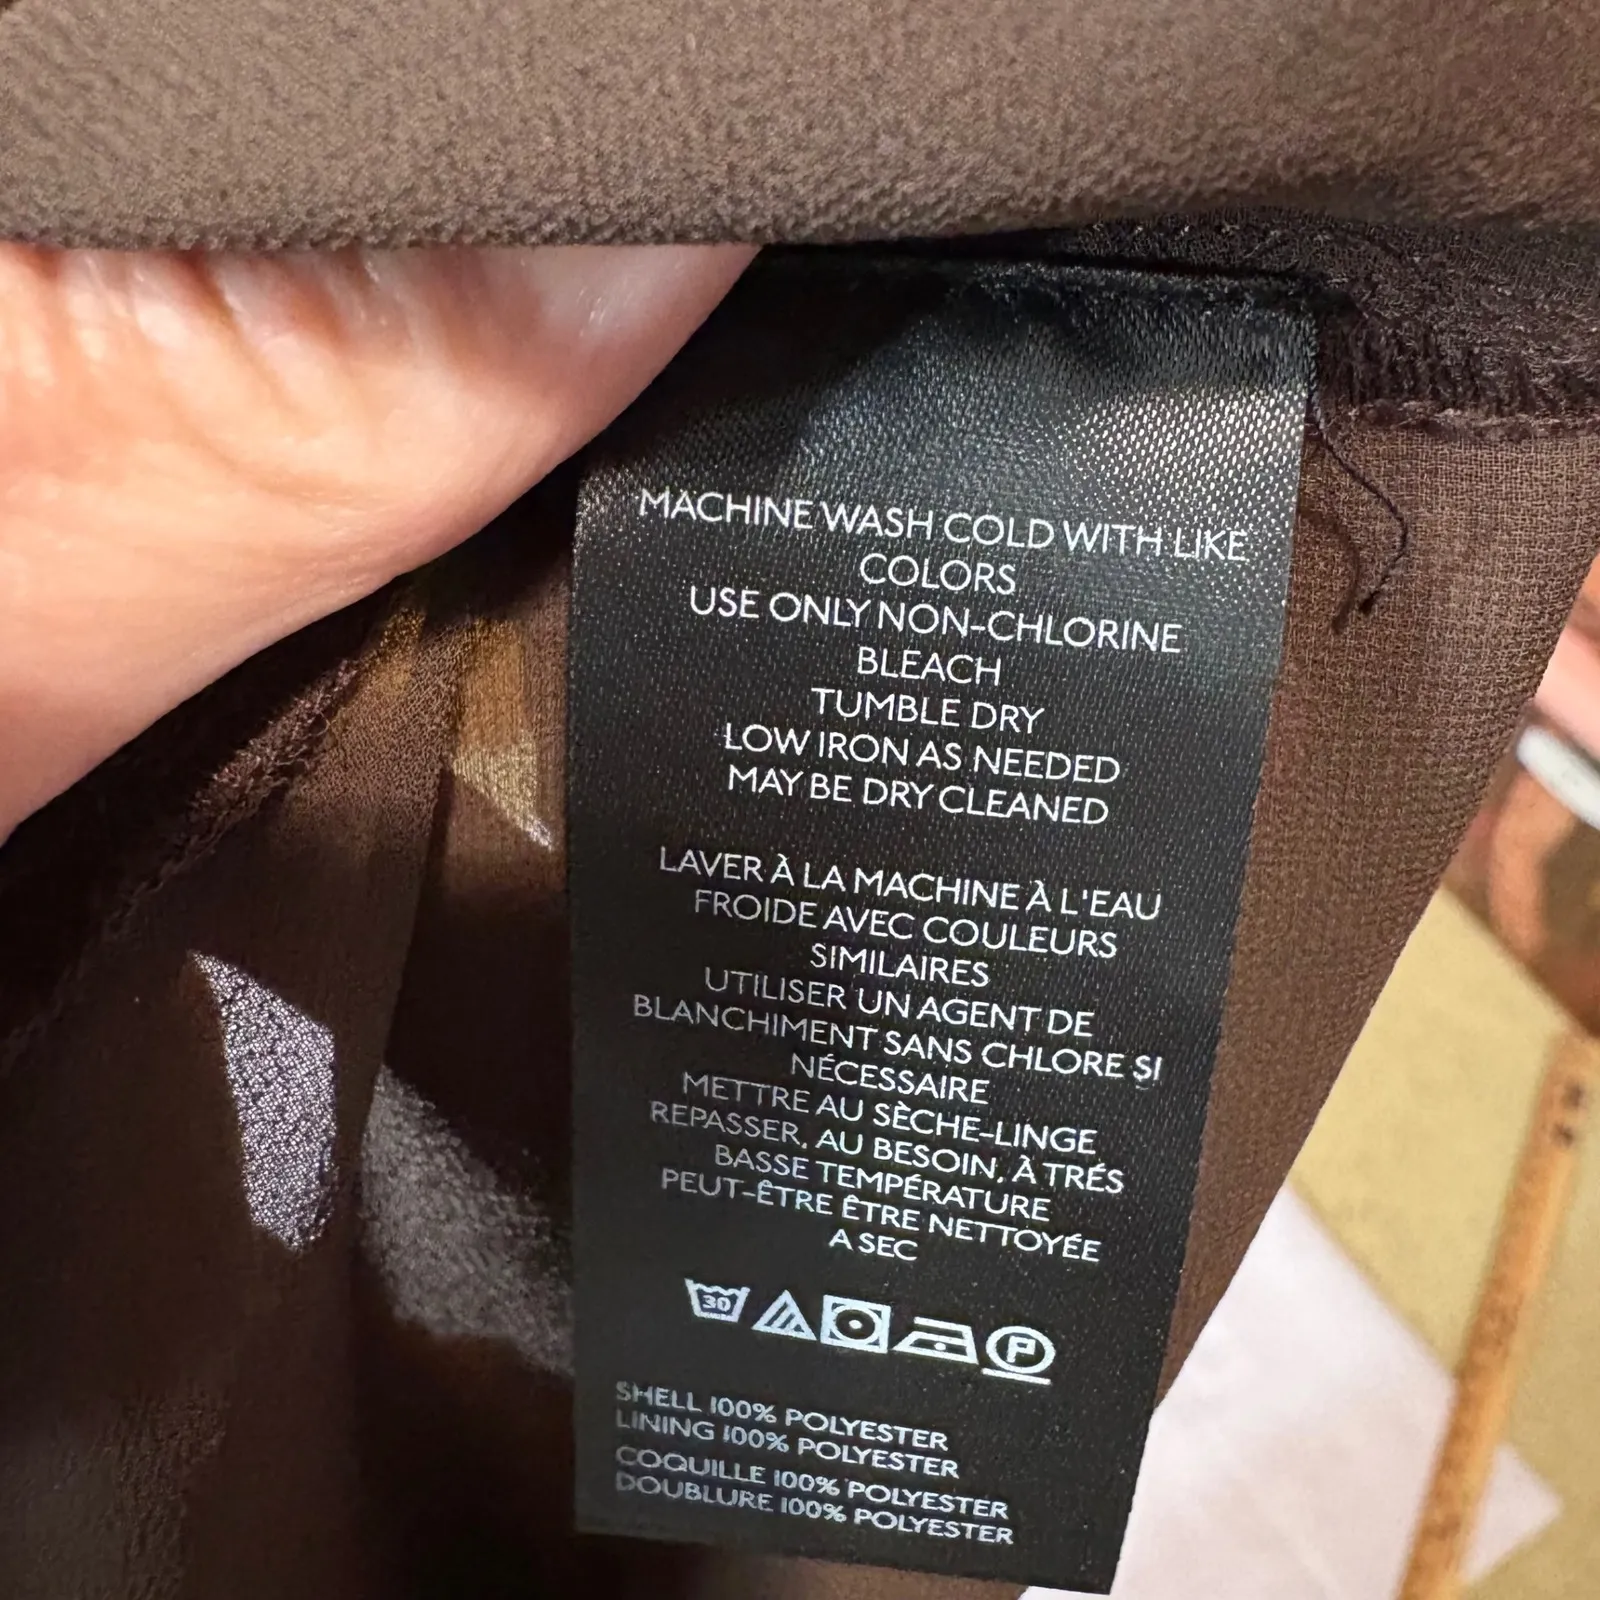 MACHINE WASH COLD WITH LIKE
COLORS
USE ONLY NON-CHLORINE
BLEACH
TUMBLE DRY
LOW IRON AS NEEDED
MAY BE DRY CLEANED
LAVER À LA MACHINE À L'EAU
FROIDE AVEC COULEURS
SIMILAIRES
UTILISER UN AGENT DE
BLANCHIMENT SANS CHLORE SI
NÉCESSAIRE
METTRE AU SÈCHE-LINGE
REPASSER, AU BESOIN, À TRÉS
BASSE TEMPÉRATURE
PEUT-ÊTRE ÊTRE NETTOYÉE
A SEC
30 P
SHELL 100% POLYESTER
LINING 100% POLYESTER
COQUILLE 100% POLYESTER
DOUBLURE 100% POLYESTER